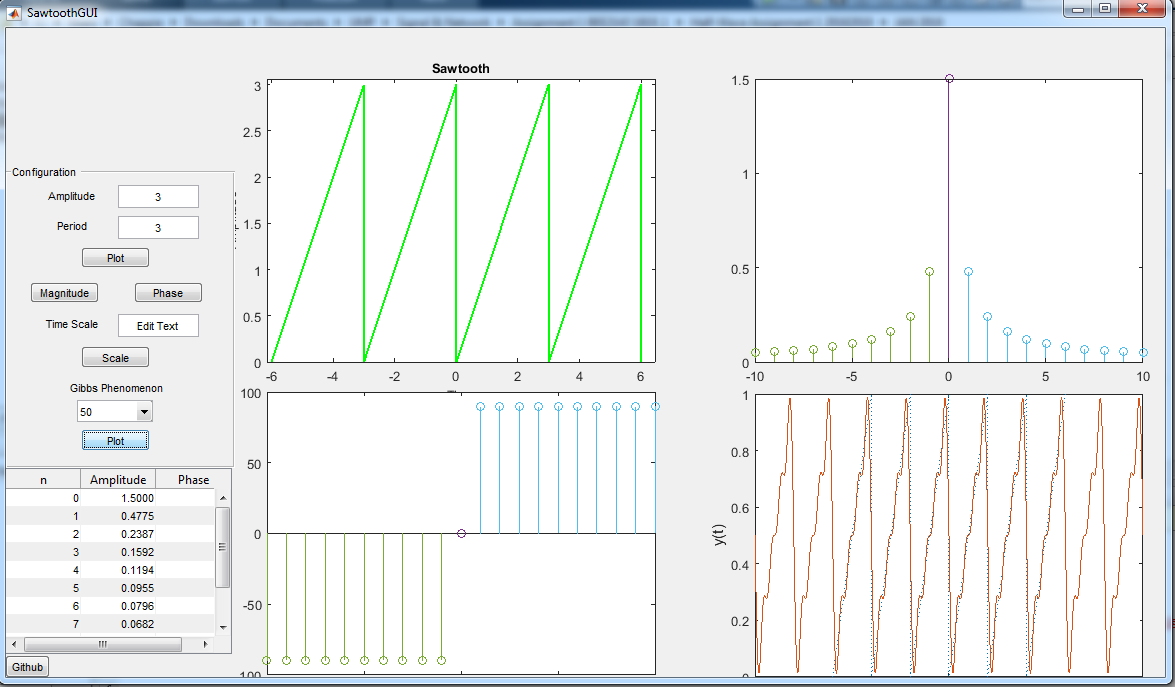 SawtoothGUI
Configuration
Amplitude 3
Period 3
Plot
Magnitude Phase
Time Scale Edit Text
Scale
Gibbs Phenomenon
50
Plot
n Amplitude Phase
0 1.5000
1 0.4775
2 0.2387
3 0.1592
4 0.1194
5 0.0955
6 0.0796
7 0.0682
Github
Sawtooth
3
2.5
2
1.5
1
0.5
0
-6 -4 -2 0 2 4 6
1.5
1
0.5
0
-10 -5 0 5 10
100
50
0
-50
100
1
0.8
0.6
0.4
0.2
0
y(t)